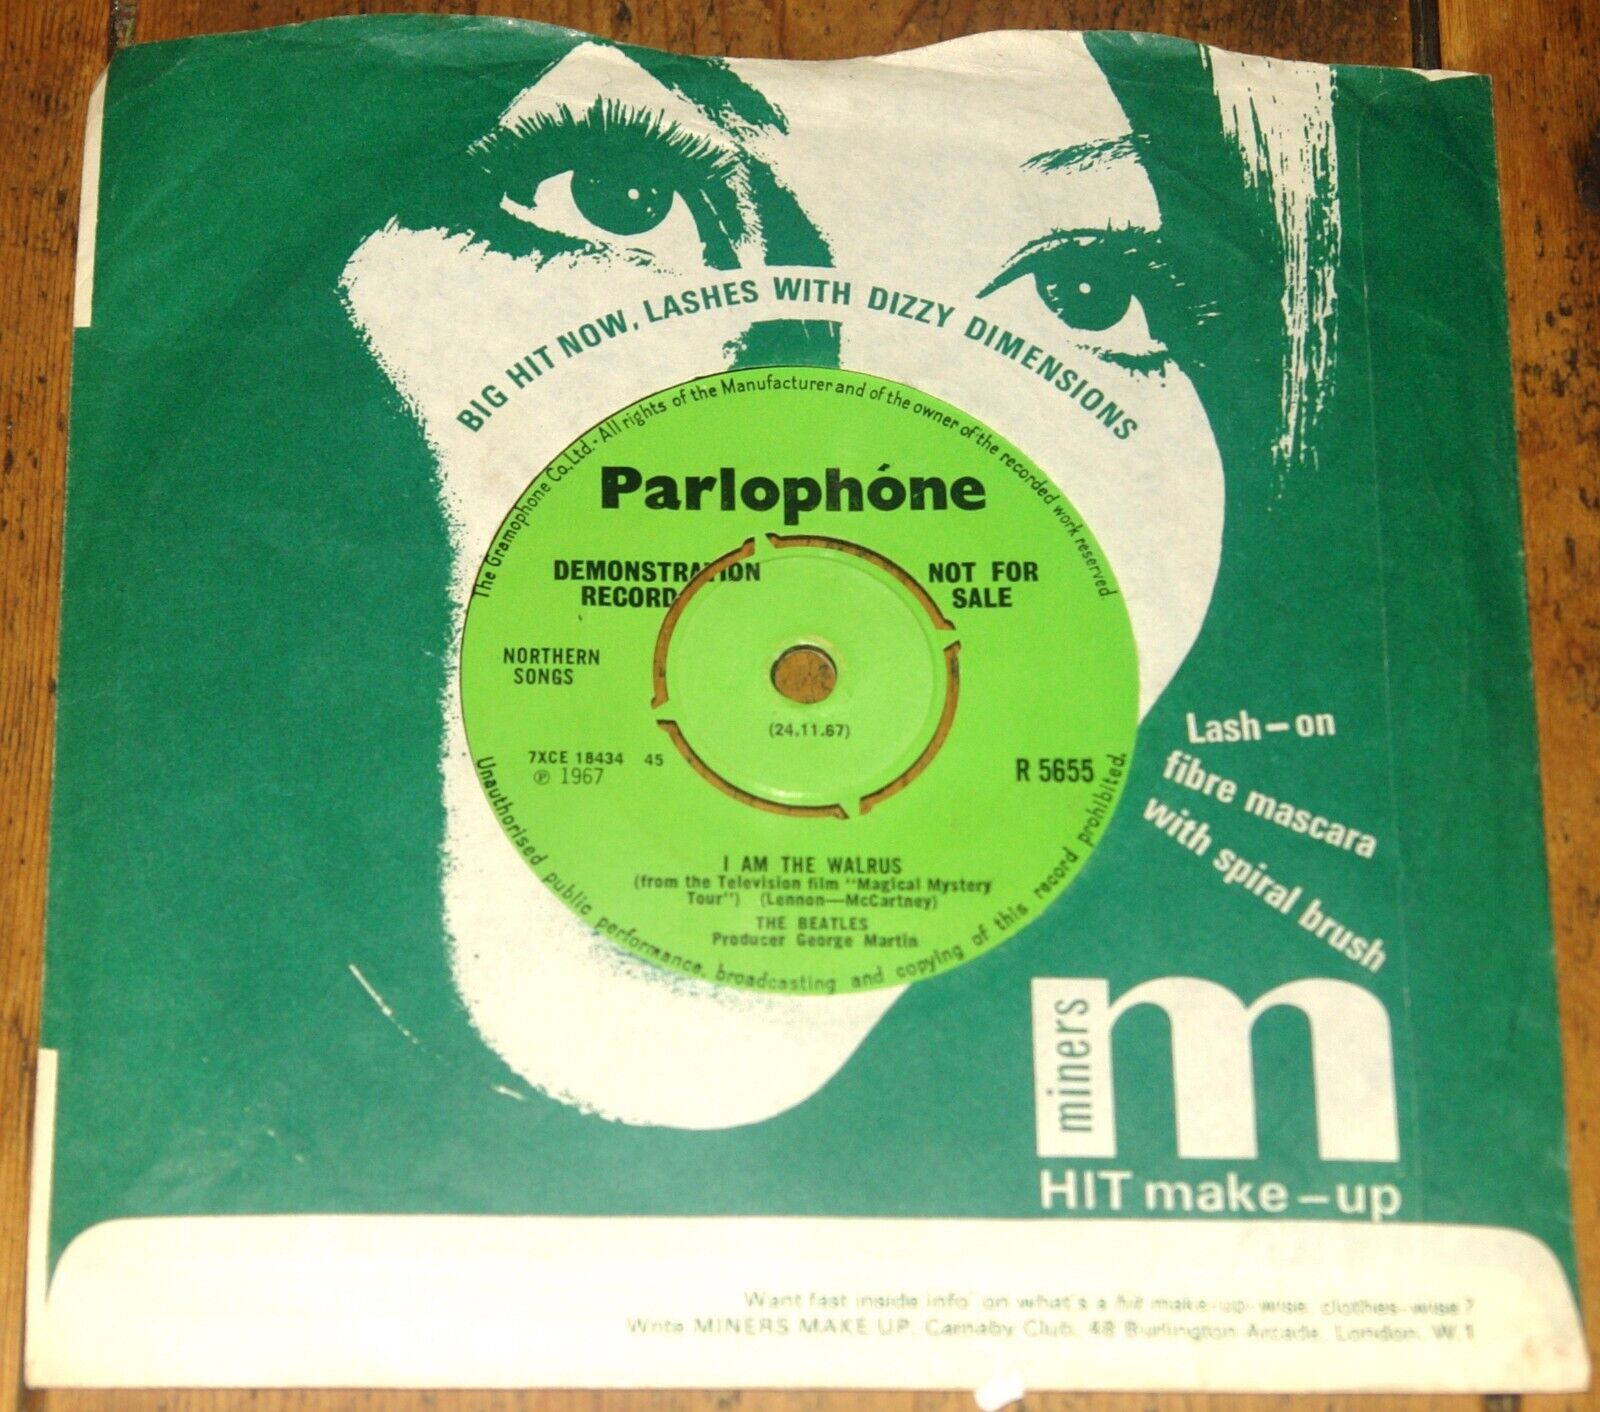 BIG HIT NOW, LASHES WITH DIZZY DIMENSIONS
The Gramophone Co. Ltd. - All rights of the Manufacturer and of the owner of the recorded work reserved.
Parlophóne
DEMONSTRATION
RECORD
NOT FOR
SALE
NORTHERN
SONGS
(24.11.67)
7XCE 18434 45
℗ 1967
R 5655
I AM THE WALRUS
(from the Television film "Magical Mystery
Tour") (Lennon—McCartney)
THE BEATLES
Producer George Martin
Unauthorised public performance, broadcasting and copying of this record prohibited.
Lash-on
fibre mascara
with spiral brush
miners
m
HIT make-up
Want fast inside info' on what's a hit make-up-wise, clothes-wise?
Write MINERS MAKE UP, Carnaby Club, 48 Burlington Arcade, London, W.1